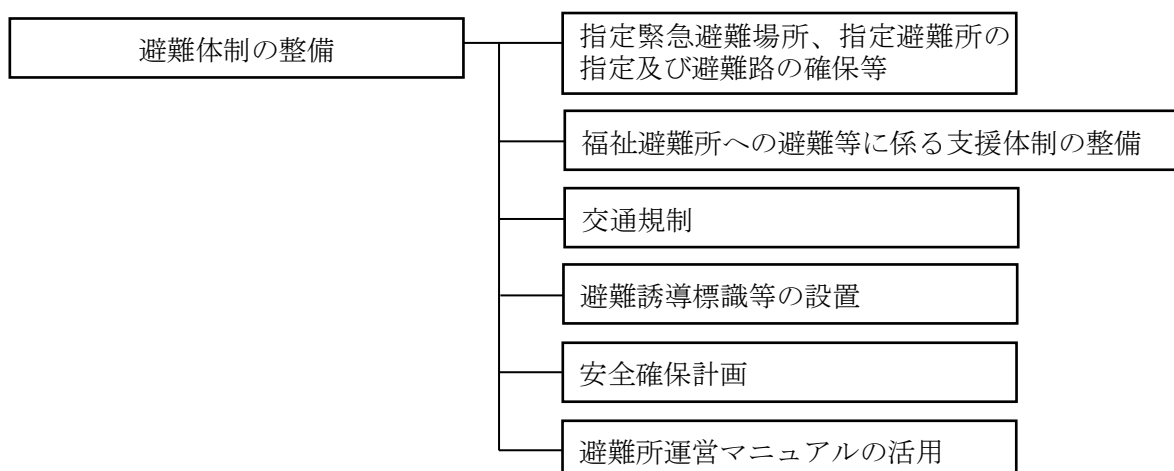 避難体制の整備
指定緊急避難場所、指定避難所の
指定及び避難路の確保等
福祉避難所への避難等に係る支援体制の整備
交通規制
避難誘導標識等の設置
安全確保計画
避難所運営マニュアルの活用